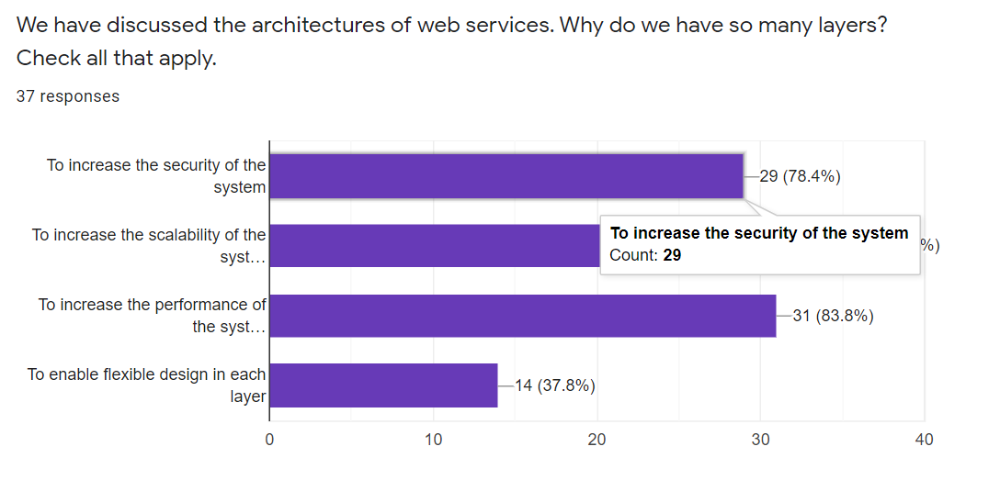 We have discussed the architectures of web services. Why do we have so many layers?
Check all that apply.
37 responses
To increase the security of the
system
29 (78.4%)
To increase the scalability of the
syst…
%)
To increase the security of the system
Count: 29
To increase the performance of
the syst…
31 (83.8%)
To enable flexible design in each
layer
14 (37.8%)
0 10 20 30 40